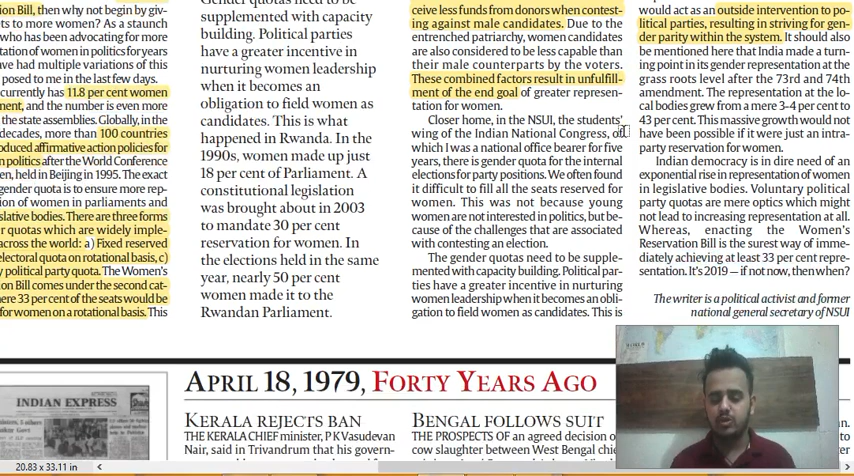 ion Bill, then why not begin by giv-
ets to more women? As a staunch
who has been advocating for more
tation of women in politics for years
ave had multiple variations of this
posed to me in the last few days.
currently has 11.8 per cent women
ment, and the number is even more
the state assemblies. Globally, in the
decades, more than 100 countries
oduced affirmative action policies for
n politics after the World Conference
en, held in Beijing in 1995. The exact
gender quota is to ensure more rep-
on of women in parliaments and
slative bodies. There are three forms
r quotas which are widely imple-
across the world: a) Fixed reserved
electoral quota on rotational basis, c)
y political party quota. The Women's
ion Bill comes under the second cat-
here 33 per cent of the seats would be
for women on a rotational basis. This
Gender quotas need to be
supplemented with capacity
building. Political parties
have a greater incentive in
nurturing women leadership
when it becomes an
obligation to field women as
candidates. This is what
happened in Rwanda. In the
1990s, women made up just
18 per cent of Parliament. A
constitutional legislation
was brought about in 2003
to mandate 30 per cent
reservation for women. In
the elections held in the same
year, nearly 50 per cent
women made it to the
Rwandan Parliament.
ceive less funds from donors when contest-
ing against male candidates. Due to the
entrenched patriarchy, women candidates
are also considered to be less capable than
their male counterparts by the voters.
These combined factors result in unfulfill-
ment of the end goal of greater represen-
tation for women.
Closer home, in the NSUI, the students'
wing of the Indian National Congress, of
which I was a national office bearer for five
years, there is gender quota for the internal
elections for party positions. We often found
it difficult to fill all the seats reserved for
women. This was not because young
women are not interested in politics, but be-
cause of the challenges that are associated
with contesting an election.
The gender quotas need to be supple-
mented with capacity building. Political par-
ties have a greater incentive in nurturing
women leadership when it becomes an obli-
gation to field women as candidates. This is
would act as an outside intervention to po-
litical parties, resulting in striving for gen-
der parity within the system. It should also
be mentioned here that India made a turn-
ing point in its gender representation at the
grass roots level after the 73rd and 74th
amendment. The representation at the lo-
cal bodies grew from a mere 3-4 per cent to
43 per cent. This massive growth would not
have been possible if it were just an intra-
party reservation for women.
Indian democracy is in dire need of an
exponential rise in representation of women
in legislative bodies. Voluntary political
party quotas are mere optics which might
not lead to increasing representation at all.
Whereas, enacting the Women's
Reservation Bill is the surest way of imme-
diately achieving at least 33 per cent repre-
sentation. It's 2019 — if not now, then when?
The writer is a political activist and former
national general secretary of NSUI
INDIAN EXPRESS
APRIL 18, 1979, FORTY YEARS AGO
KERALA REJECTS BAN
THE KERALA CHIEF minister, P K Vasudevan
Nair, said in Trivandrum that his govern-
BENGAL FOLLOWS SUIT
THE PROSPECTS OF an agreed decision o
cow slaughter between West Bengal chie
20.83 x 33.11 in